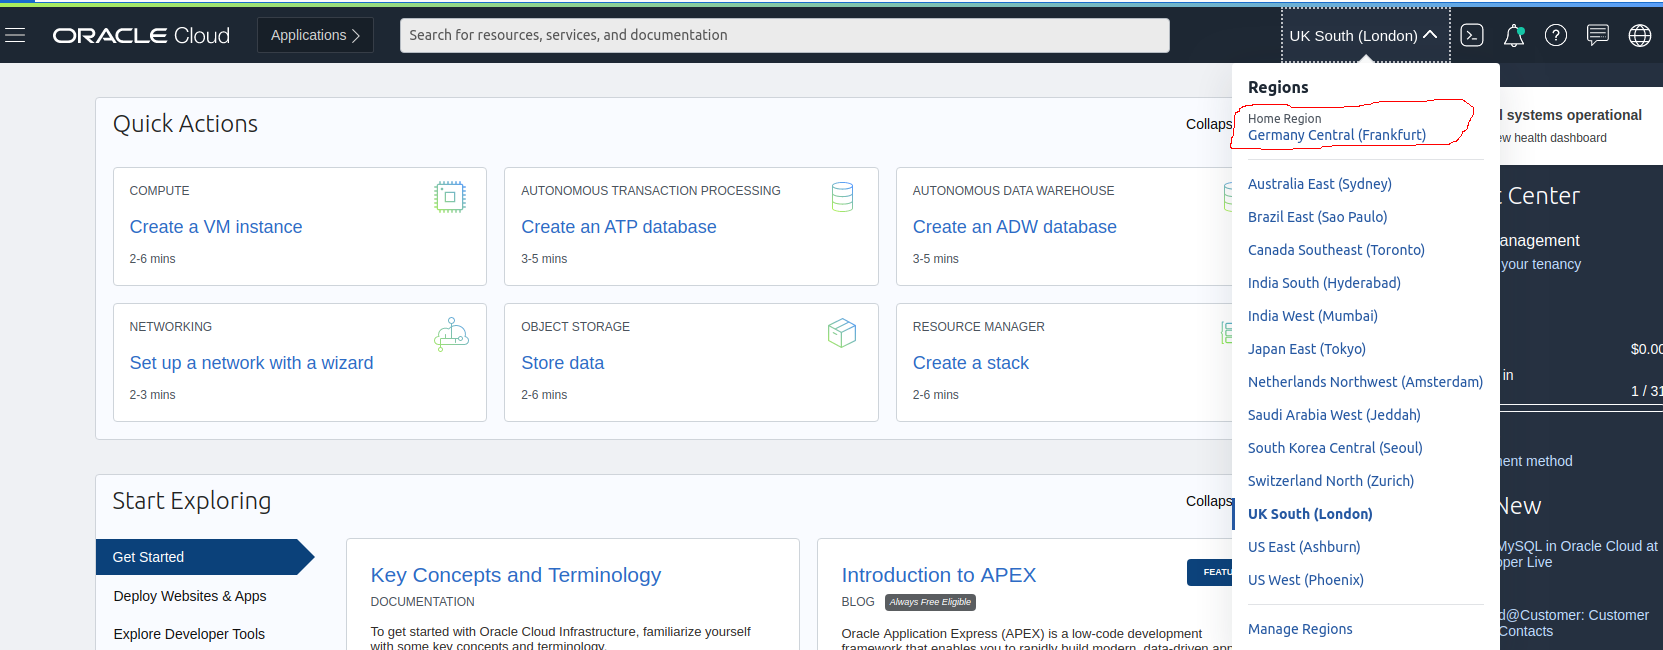 ORACLE Cloud
Applications
Search for resources, services, and documentation
UK South (London)
Quick Actions
Collaps
COMPUTE
Create a VM instance
2-6 mins
AUTONOMOUS TRANSACTION PROCESSING
Create an ATP database
3-5 mins
AUTONOMOUS DATA WAREHOUSE
Create an ADW database
3-5 mins
NETWORKING
Set up a network with a wizard
2-3 mins
OBJECT STORAGE
Store data
2-6 mins
RESOURCE MANAGER
Create a stack
2-6 mins
Start Exploring
Collaps
Get Started
Deploy Websites & Apps
Explore Developer Tools
Key Concepts and Terminology
DOCUMENTATION
To get started with Oracle Cloud Infrastructure, familiarize yourself
with some key concepts and terminology.
Introduction to APEX
FEATU
BLOG Always Free Eligible
Oracle Application Express (APEX) is a low-code development
framework that enables you to rapidly build modern, data-driven app
Regions
Home Region
Germany Central (Frankfurt)
Australia East (Sydney)
Brazil East (Sao Paulo)
Canada Southeast (Toronto)
India South (Hyderabad)
India West (Mumbai)
Japan East (Tokyo)
Netherlands Northwest (Amsterdam)
Saudi Arabia West (Jeddah)
South Korea Central (Seoul)
Switzerland North (Zurich)
UK South (London)
US East (Ashburn)
US West (Phoenix)
Manage Regions
l systems operational
ew health dashboard
t Center
anagement
your tenancy
$0.00
in
1 / 31
nent method
New
MySQL in Oracle Cloud at
pper Live
d@Customer: Customer
Contacts